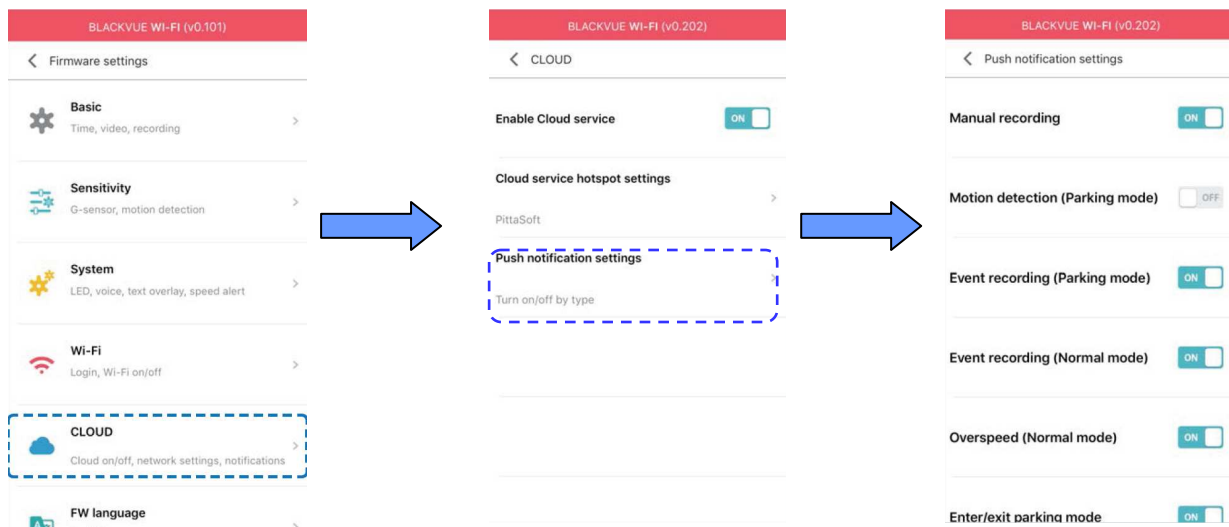 BLACKVUE WI-FI (v0.101)
Firmware settings
Basic
Time, video, recording
Sensitivity
G-sensor, motion detection
System
LED, voice, text overlay, speed alert
Wi-Fi
Login, Wi-Fi on/off
CLOUD
Cloud on/off, network settings, notifications
FW language
BLACKVUE WI-FI (v0.202)
CLOUD
Enable Cloud service
ON
Cloud service hotspot settings
PittaSoft
Push notification settings
Turn on/off by type
BLACKVUE WI-FI (v0.202)
Push notification settings
Manual recording
ON
Motion detection (Parking mode)
OFF
Event recording (Parking mode)
ON
Event recording (Normal mode)
ON
Overspeed (Normal mode)
ON
Enter/exit parking mode
ON